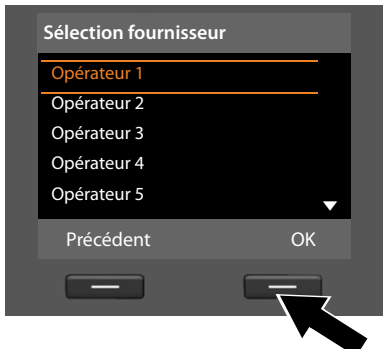 Sélection fournisseur
Opérateur 1
Opérateur 2
Opérateur 3
Opérateur 4
Opérateur 5
Précédent OK